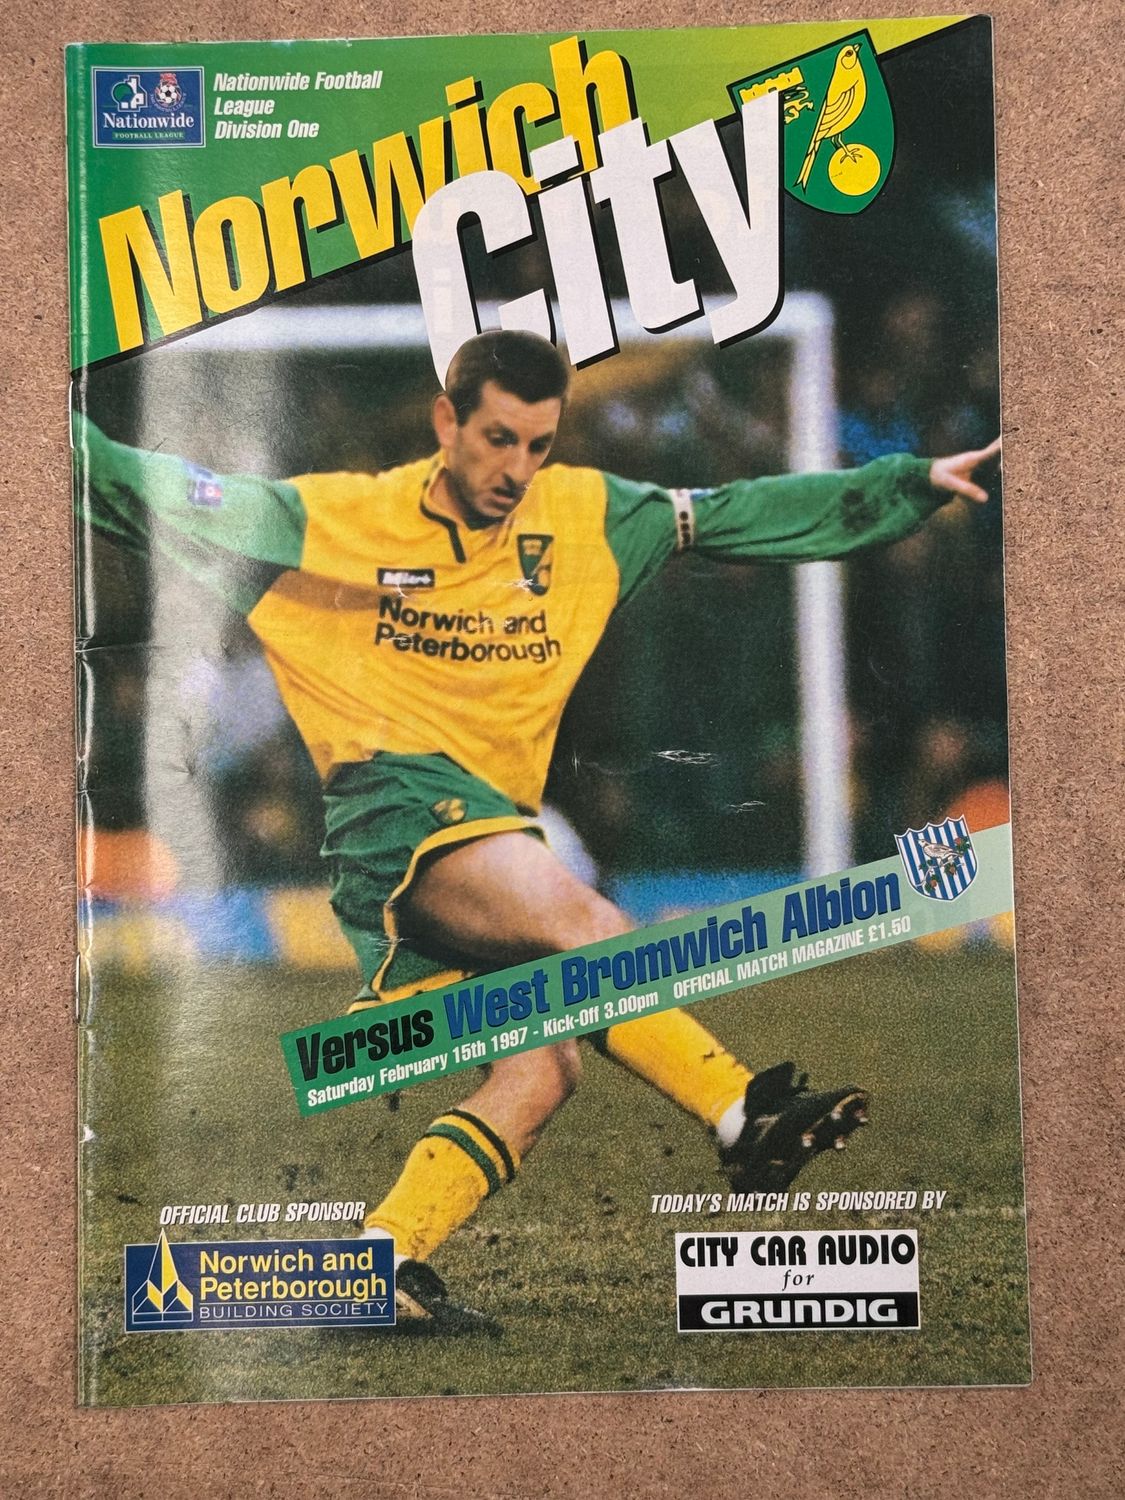 Nationwide
FOOTBALL LEAGUE
Nationwide Football
League
Division One
Norwich
City
Mitre
Norwich and
Peterborough
Versus West Bromwich Albion
Saturday February 15th 1997 - Kick-Off 3.00pm OFFICIAL MATCH MAGAZINE £1.50
OFFICIAL CLUB SPONSOR
Norwich and
Peterborough
BUILDING SOCIETY
TODAY'S MATCH IS SPONSORED BY
CITY CAR AUDIO
for
GRUNDIG